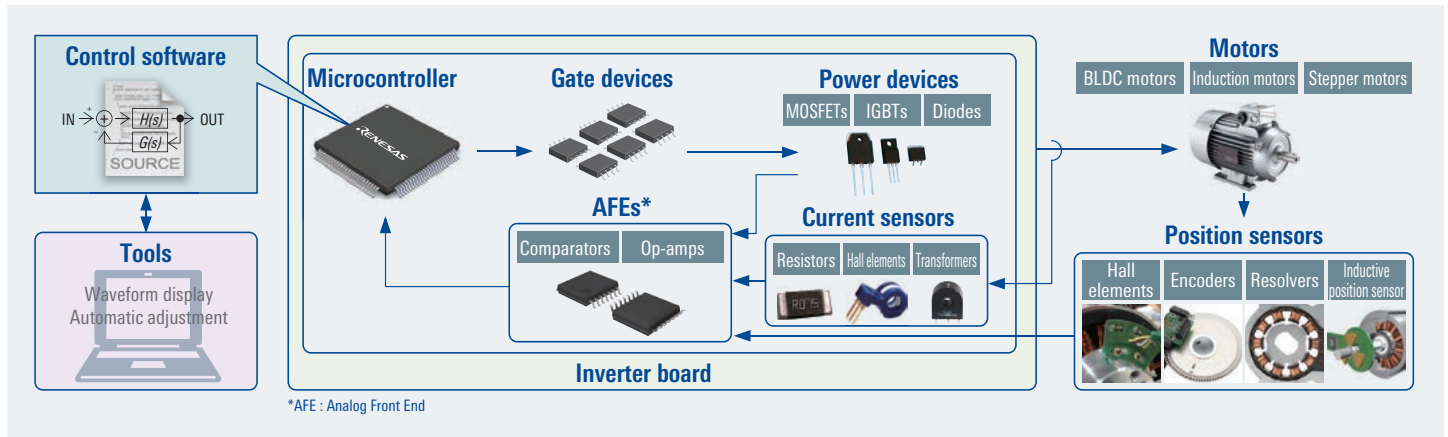 Control software
IN
+
−
H(s)
G(s)
OUT
SOURCE
Tools
Waveform display
Automatic adjustment
Microcontroller
RENESAS
Gate devices
Power devices
MOSFETs
IGBTs
Diodes
AFEs*
Comparators
Op-amps
Current sensors
Resistors
Hall elements
Transformers
R075
Inverter board
*AFE : Analog Front End
Motors
BLDC motors
Induction motors
Stepper motors
Position sensors
Hall
elements
Encoders
Resolvers
Inductive
position sensor